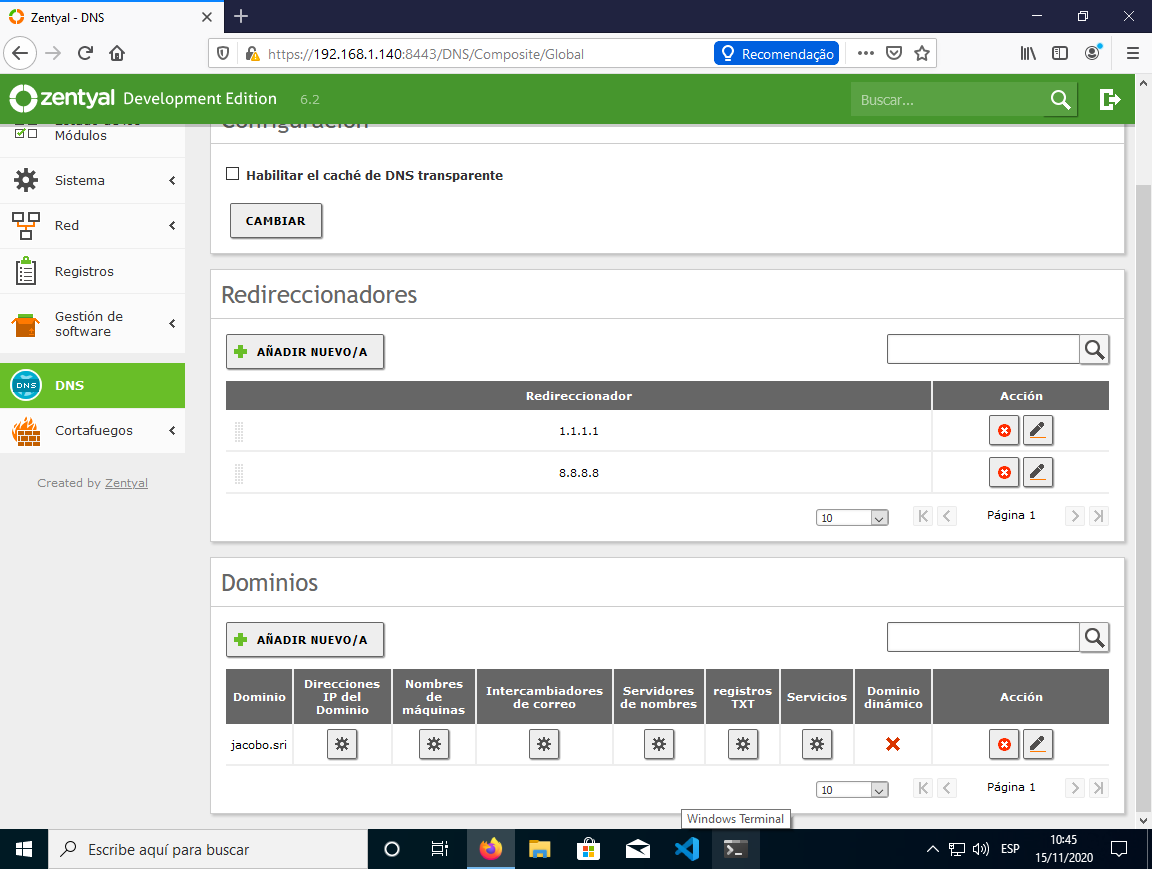 Zentyal - DNS
https://192.168.1.140:8443/DNS/Composite/Global
Recomendación
zentyal Development Edition 6.2
Buscar...
Módulos
Sistema
Red
Registros
Gestión de
software
DNS
DNS
Cortafuegos
Created by Zentyal
Configuración
Habilitar el caché de DNS transparente
CAMBIAR
Redireccionadores
AÑADIR NUEVO/A
Redireccionador Acción
1.1.1.1
8.8.8.8
10 Página 1
Dominios
AÑADIR NUEVO/A
Dominio
Direcciones
IP del
Dominio
Nombres
de
máquinas
Intercambiadores
de correo
Servidores
de nombres
registros
TXT
Servicios
Dominio
dinámico
Acción
jacobo.sri
10 Página 1
Windows Terminal
Escribe aquí para buscar
ESP
10:45
15/11/2020